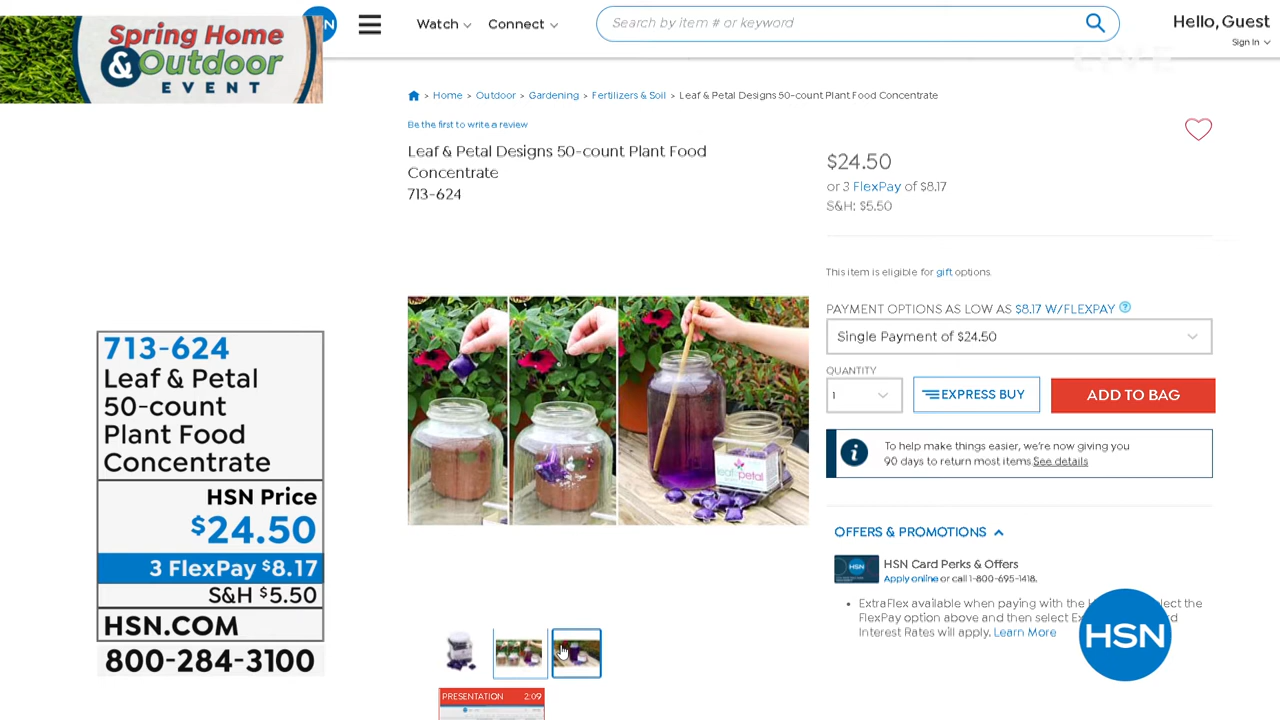 Spring Home
& Outdoor
EVENT
Watch
Connect
Search by item # or keyword
Hello, Guest
Sign In
LIVE
> Home > Outdoor > Gardening > Fertilizers & Soil > Leaf & Petal Designs 50-count Plant Food Concentrate
Be the first to write a review
Leaf & Petal Designs 50-count Plant Food
Concentrate
713-624
$24.50
or 3 FlexPay of $8.17
S&H: $5.50
This item is eligible for gift options.
PAYMENT OPTIONS AS LOW AS $8.17 W/FLEXPAY ?
Single Payment of $24.50
QUANTITY
1
EXPRESS BUY
ADD TO BAG
To help make things easier, we're now giving you
90 days to return most items. See details
OFFERS & PROMOTIONS
HSN
HSN Card Perks & Offers
Apply online or call 1-800-695-1418.
• ExtraFlex available when paying with the
FlexPay option above and then select
Interest Rates will apply. Learn More
HSN
leaf petal
713-624
Leaf & Petal
50-count
Plant Food
Concentrate
HSN Price
$24.50
3 FlexPay $8.17
S&H $5.50
HSN.COM
800-284-3100
PRESENTATION 2:09